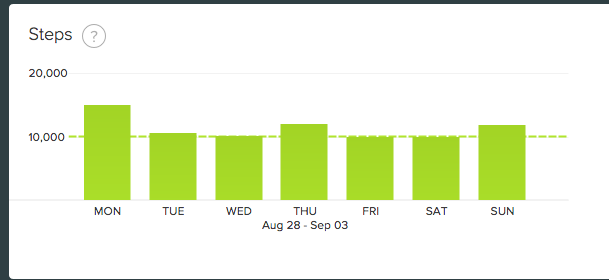 Steps ?
20,000
10,000
MON TUE WED THU FRI SAT SUN
Aug 28 - Sep 03